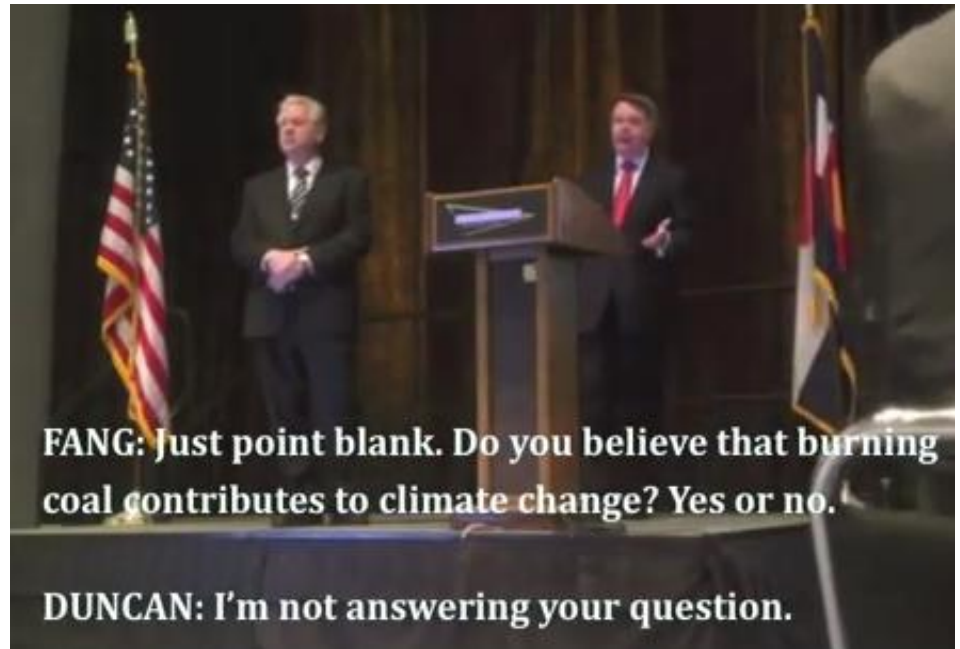 FANG: Just point blank. Do you believe that burning
coal contributes to climate change? Yes or no.
DUNCAN: I'm not answering your question.